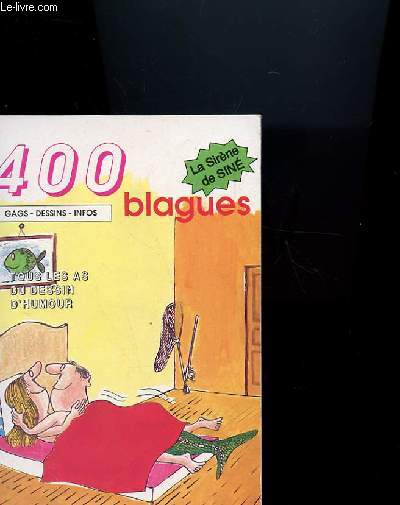 Le-livre.com
400
La Sirène
de SINÉ
blagues
GAGS - DESSINS - INFOS
TOUS LES AS
DU DESSIN
D'HUMOUR